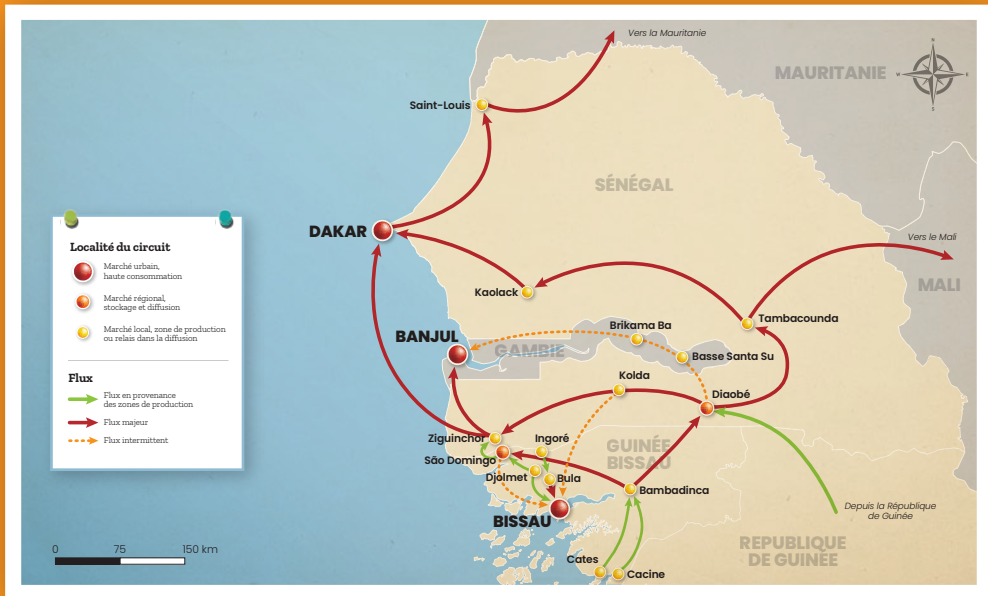 Vers la Mauritanie
N
W
E
S
MAURITANIE
Saint-Louis
SÉNÉGAL
DAKAR
Vers le Mali
MALI
Kaolack
Tambacounda
Brikama Ba
BANJUL
GAMBIE
Basse Santa Su
Kolda
Diaobé
Ziguinchor
Ingoré
GUINÉE
BISSAU
São Domingo
Djolmet
Bula
Bambadinca
BISSAU
Depuis la République
de Guinée
REPUBLIQUE
DE GUINÉE
Cates
Cacine
Localité du circuit
Marché urbain,
haute consommation
Marché régional,
stockage et diffusion
Marché local, zone de production
ou relais dans la diffusion
Flux
Flux en provenance
des zones de production
Flux majeur
Flux intermittent
0 75 150 km